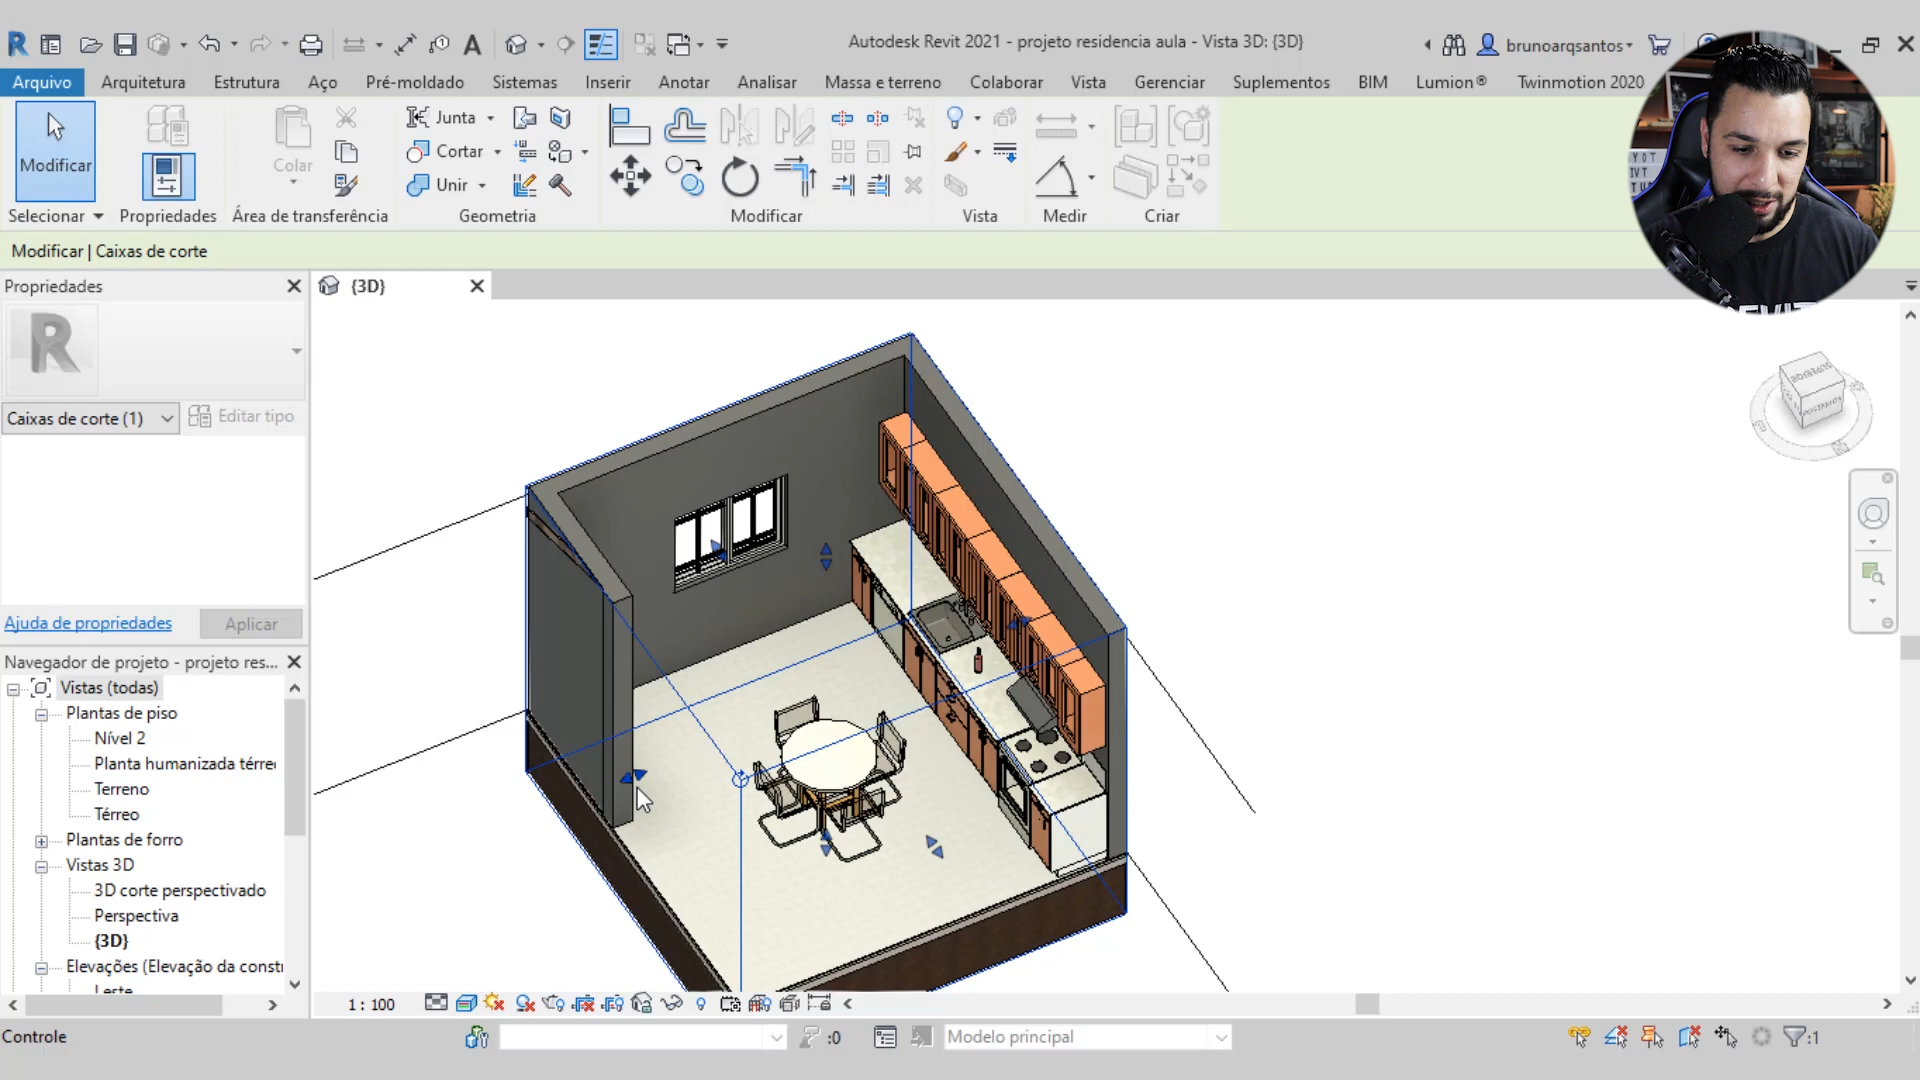 Autodesk Revit 2021 - projeto residencia aula - Vista 3D: {3D}
brunoarqsantos
Arquivo Arquitetura Estrutura Aço Pré-moldado Sistemas Inserir Anotar Analisar Massa e terreno Colaborar Vista Gerenciar Suplementos BIM Lumion® Twinmotion 2020
Modificar
Colar
Junta
Cortar
Unir
Selecionar Propriedades Área de transferência Geometria Modificar Vista Medir Criar
Modificar | Caixas de corte
Propriedades
{3D}
Caixas de corte (1)
Editar tipo
Ajuda de propriedades
Aplicar
Navegador de projeto - projeto res...
Vistas (todas)
Plantas de piso
Nível 2
Planta humanizada térre
Terreno
Térreo
Plantas de forro
Vistas 3D
3D corte perspectivado
Perspectiva
{3D}
Elevações (Elevação da constr
Leste
1 : 100
Controle
:0
Modelo principal
:1